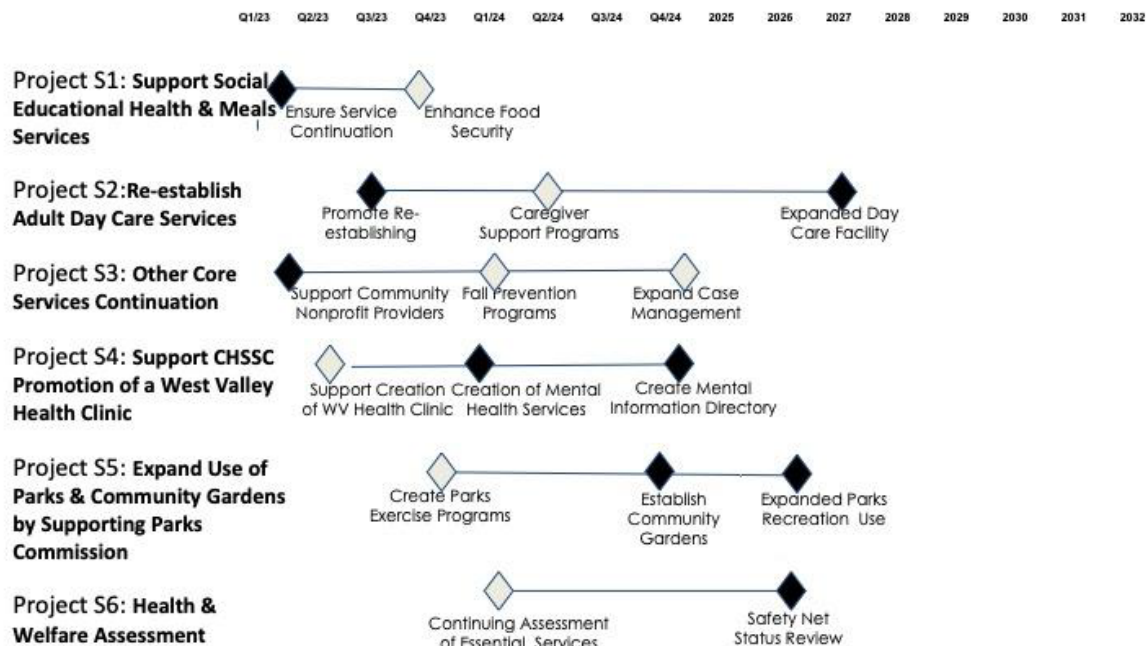 Q1/23 Q2/23 Q3/23 Q4/23 Q1/24 Q2/24 Q3/24 Q4/24 2025 2026 2027 2028 2029 2030 2031 2032
Project S1: Support Social
Educational Health & Meals
Services
Ensure Service
Continuation
Enhance Food
Security
Project S2:Re-establish
Adult Day Care Services
Promote Re-
establishing
Caregiver
Support Programs
Expanded Day
Care Facility
Project S3: Other Core
Services Continuation
Support Community
Nonprofit Providers
Fall Prevention
Programs
Expand Case
Management
Project S4: Support CHSSC
Promotion of a West Valley
Health Clinic
Support Creation
of WV Health Clinic
Creation of Mental
Health Services
Create Mental
Information Directory
Project S5: Expand Use of
Parks & Community Gardens
by Supporting Parks
Commission
Create Parks
Exercise Programs
Establish
Community
Gardens
Expanded Parks
Recreation Use
Project S6: Health &
Welfare Assessment
Continuing Assessment
of Essential Services
Safety Net
Status Review